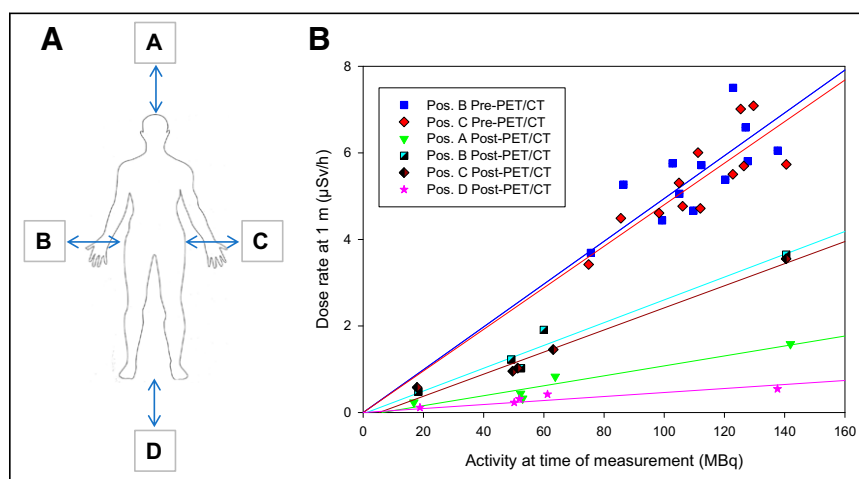 A
B
A
B
C
D
Dose rate at 1 m (µSv/h)
8
6
4
2
0
Pos. B Pre-PET/CT
Pos. C Pre-PET/CT
Pos. A Post-PET/CT
Pos. B Post-PET/CT
Pos. C Post-PET/CT
Pos. D Post-PET/CT
0 20 40 60 80 100 120 140 160
Activity at time of measurement (MBq)